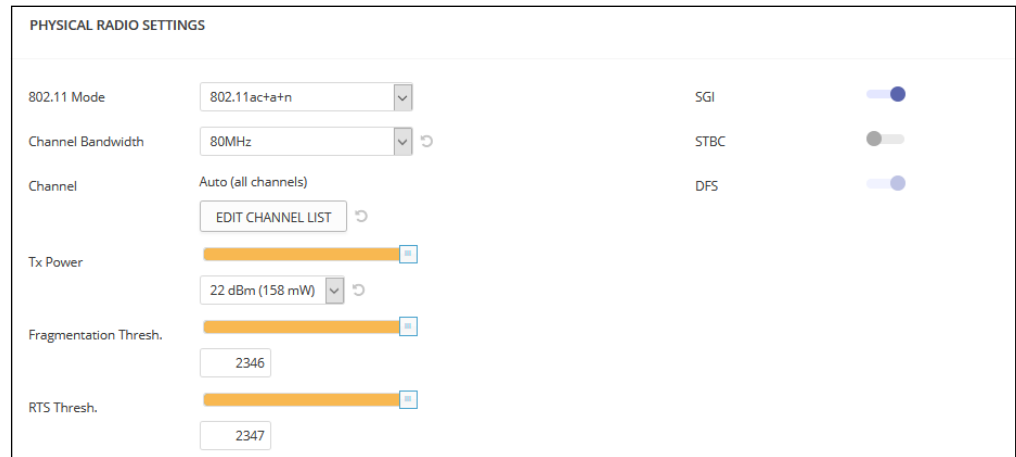 PHYSICAL RADIO SETTINGS
802.11 Mode
802.11ac+a+n
SGI
Channel Bandwidth
80MHz
STBC
Channel
Auto (all channels)
DFS
EDIT CHANNEL LIST
Tx Power
22 dBm (158 mW)
Fragmentation Thresh.
2346
RTS Thresh.
2347